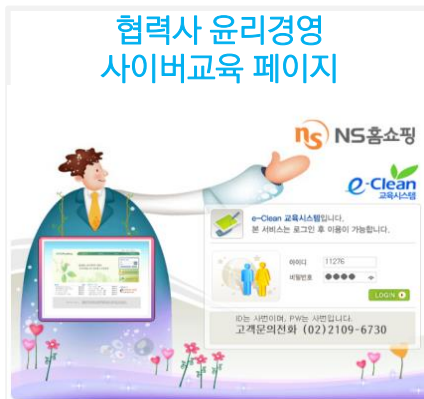 협력사 윤리경영
사이버교육 페이지
ns NS홈쇼핑
e-Clean
교육시스템
e-Clean 교육시스템입니다.
본 서비스는 로그인 후 이용이 가능합니다.
아이디 11276
비밀번호 ●●●●
LOGIN
ID는 사번이며, PW는 사번입니다.
고객문의전화 (02)2109-6730